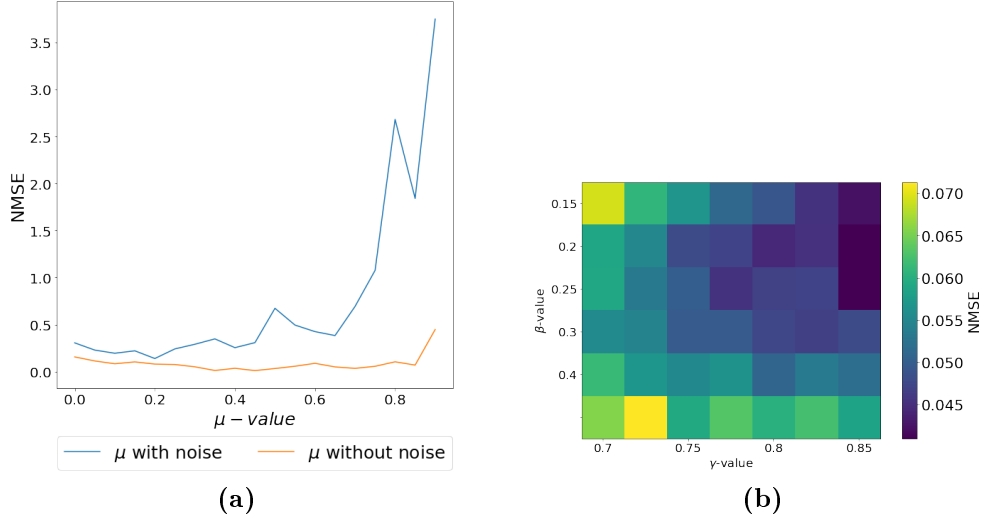 3.5
3.0
2.5
2.0
1.5
1.0
0.5
0.0
NMSE
0.0 0.2 0.4 0.6 0.8
μ − value
μ with noise μ without noise
(a)
0.15
0.2
0.25
0.3
0.4
β-value
0.7 0.75 0.8 0.85
γ-value
0.070
0.065
0.060
0.055
0.050
0.045
NMSE
(b)